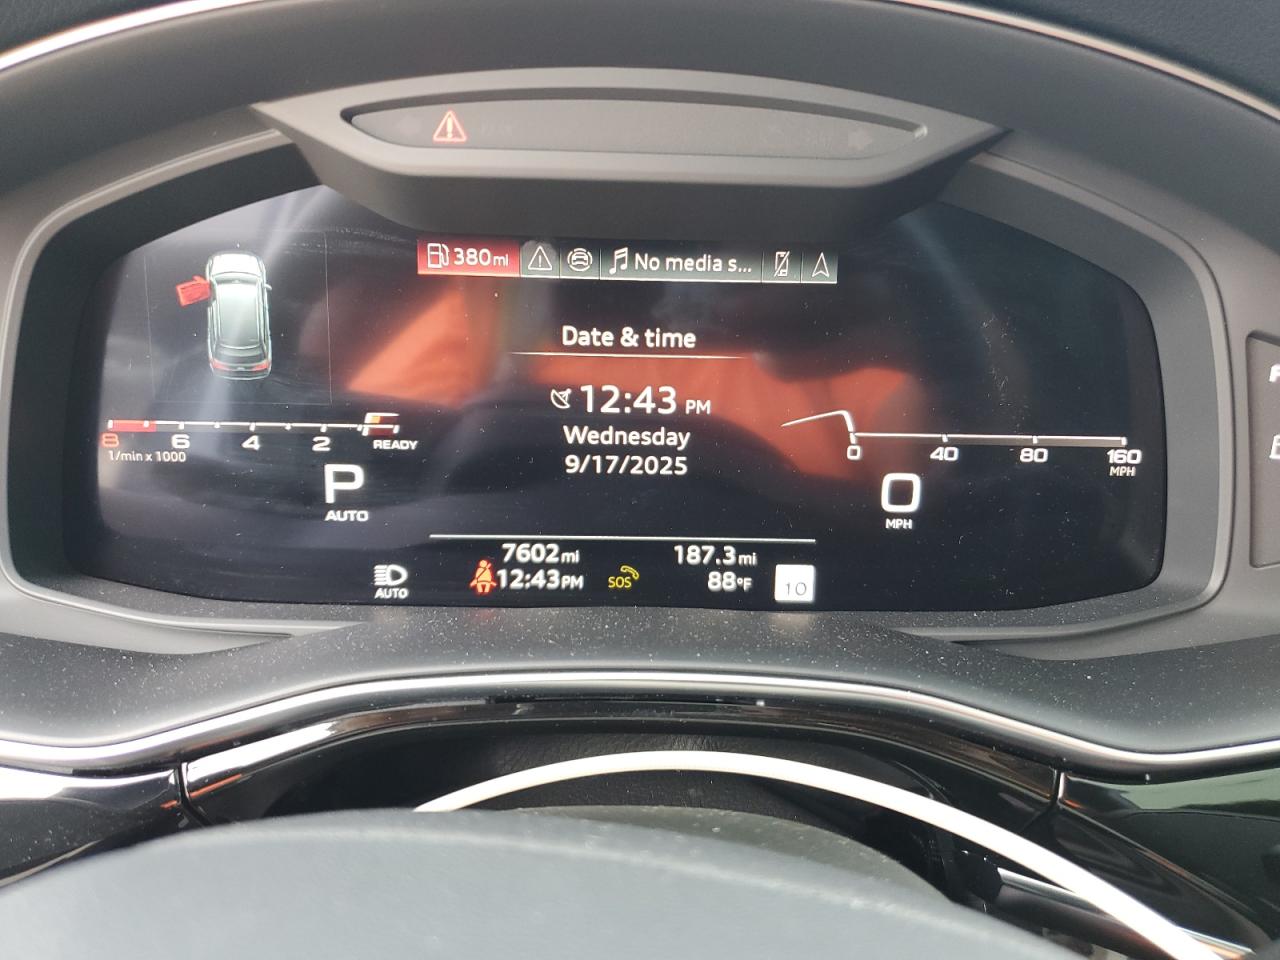 380mi
No media s...
Date & time
12:43 PM
Wednesday
9/17/2025
8 6 4 2 READY
1/min x 1000
0 40 80 160
MPH
P
AUTO
0
MPH
7602mi 187.3mi
AUTO 12:43PM SOS 88°F 10